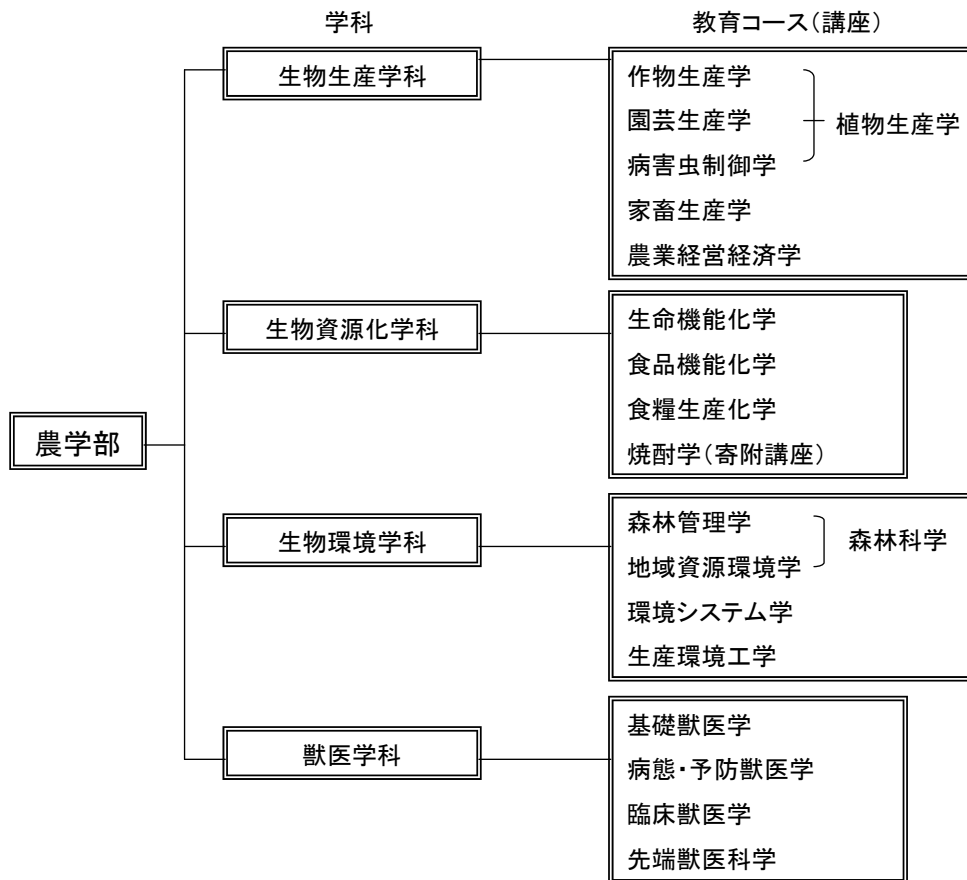 学科
教育コース（講座）
農学部
生物生産学科
作物生産学
園芸生産学
病害虫制御学
植物生産学
家畜生産学
農業経営経済学
生物資源化学科
生命機能化学
食品機能化学
食糧生産化学
焼酎学（寄附講座）
生物環境学科
森林管理学
地域資源環境学
森林科学
環境システム学
生産環境工学
獣医学科
基礎獣医学
病態・予防獣医学
臨床獣医学
先端獣医科学